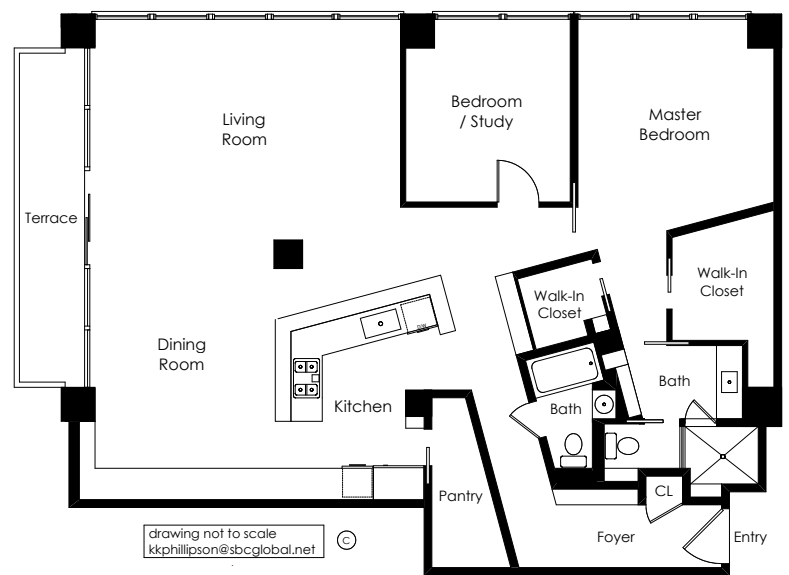 Living
Room
Bedroom
/ Study
Master
Bedroom
Terrace
Walk-In
Closet
Walk-In
Closet
Dining
Room
Kitchen
Bath
Bath
Pantry
CL
Foyer
Entry
drawing not to scale
kkphillipson@sbcglobal.net
C